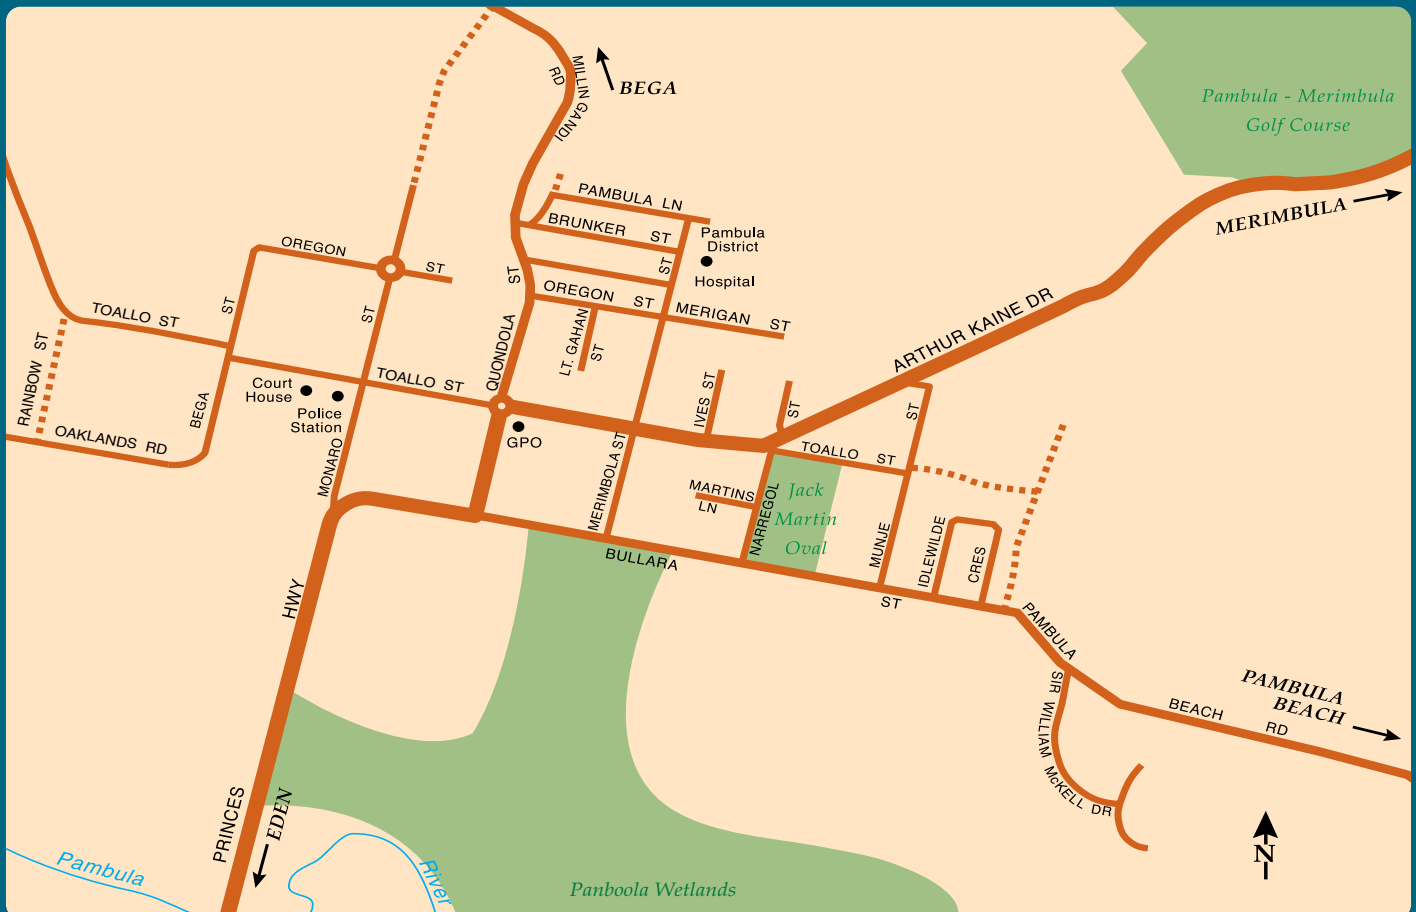 MILLINGANDI
RD
BEGA
Pambula - Merimbula
Golf Course
MERIMBULA
PAMBULA LN
BRUNKER ST
Pambula
District
Hospital
ST
OREGON ST
ST
OREGON ST
MERIGAN ST
ST
ST
TOALLO ST
LT. GAHAN
ST
QUONDOLA
ARTHUR KAINE DR
RAINBOW ST
TOALLO ST
Court
House
Police
Station
BEGA
IVES ST
ST
ST
OAKLANDS RD
GPO
MONARO
MERIMBOLA ST
TOALLO ST
MARTINS
LN
NARREGOL
Jack
Martin
Oval
MUNJE
IDLEWILDE
CRES
BULLARA
ST
HWY
PAMBULA
SIR WILLIAM McKELL DR
BEACH RD
PAMBULA
BEACH
PRINCES
EDEN
N
Pambula
River
Panboola Wetlands